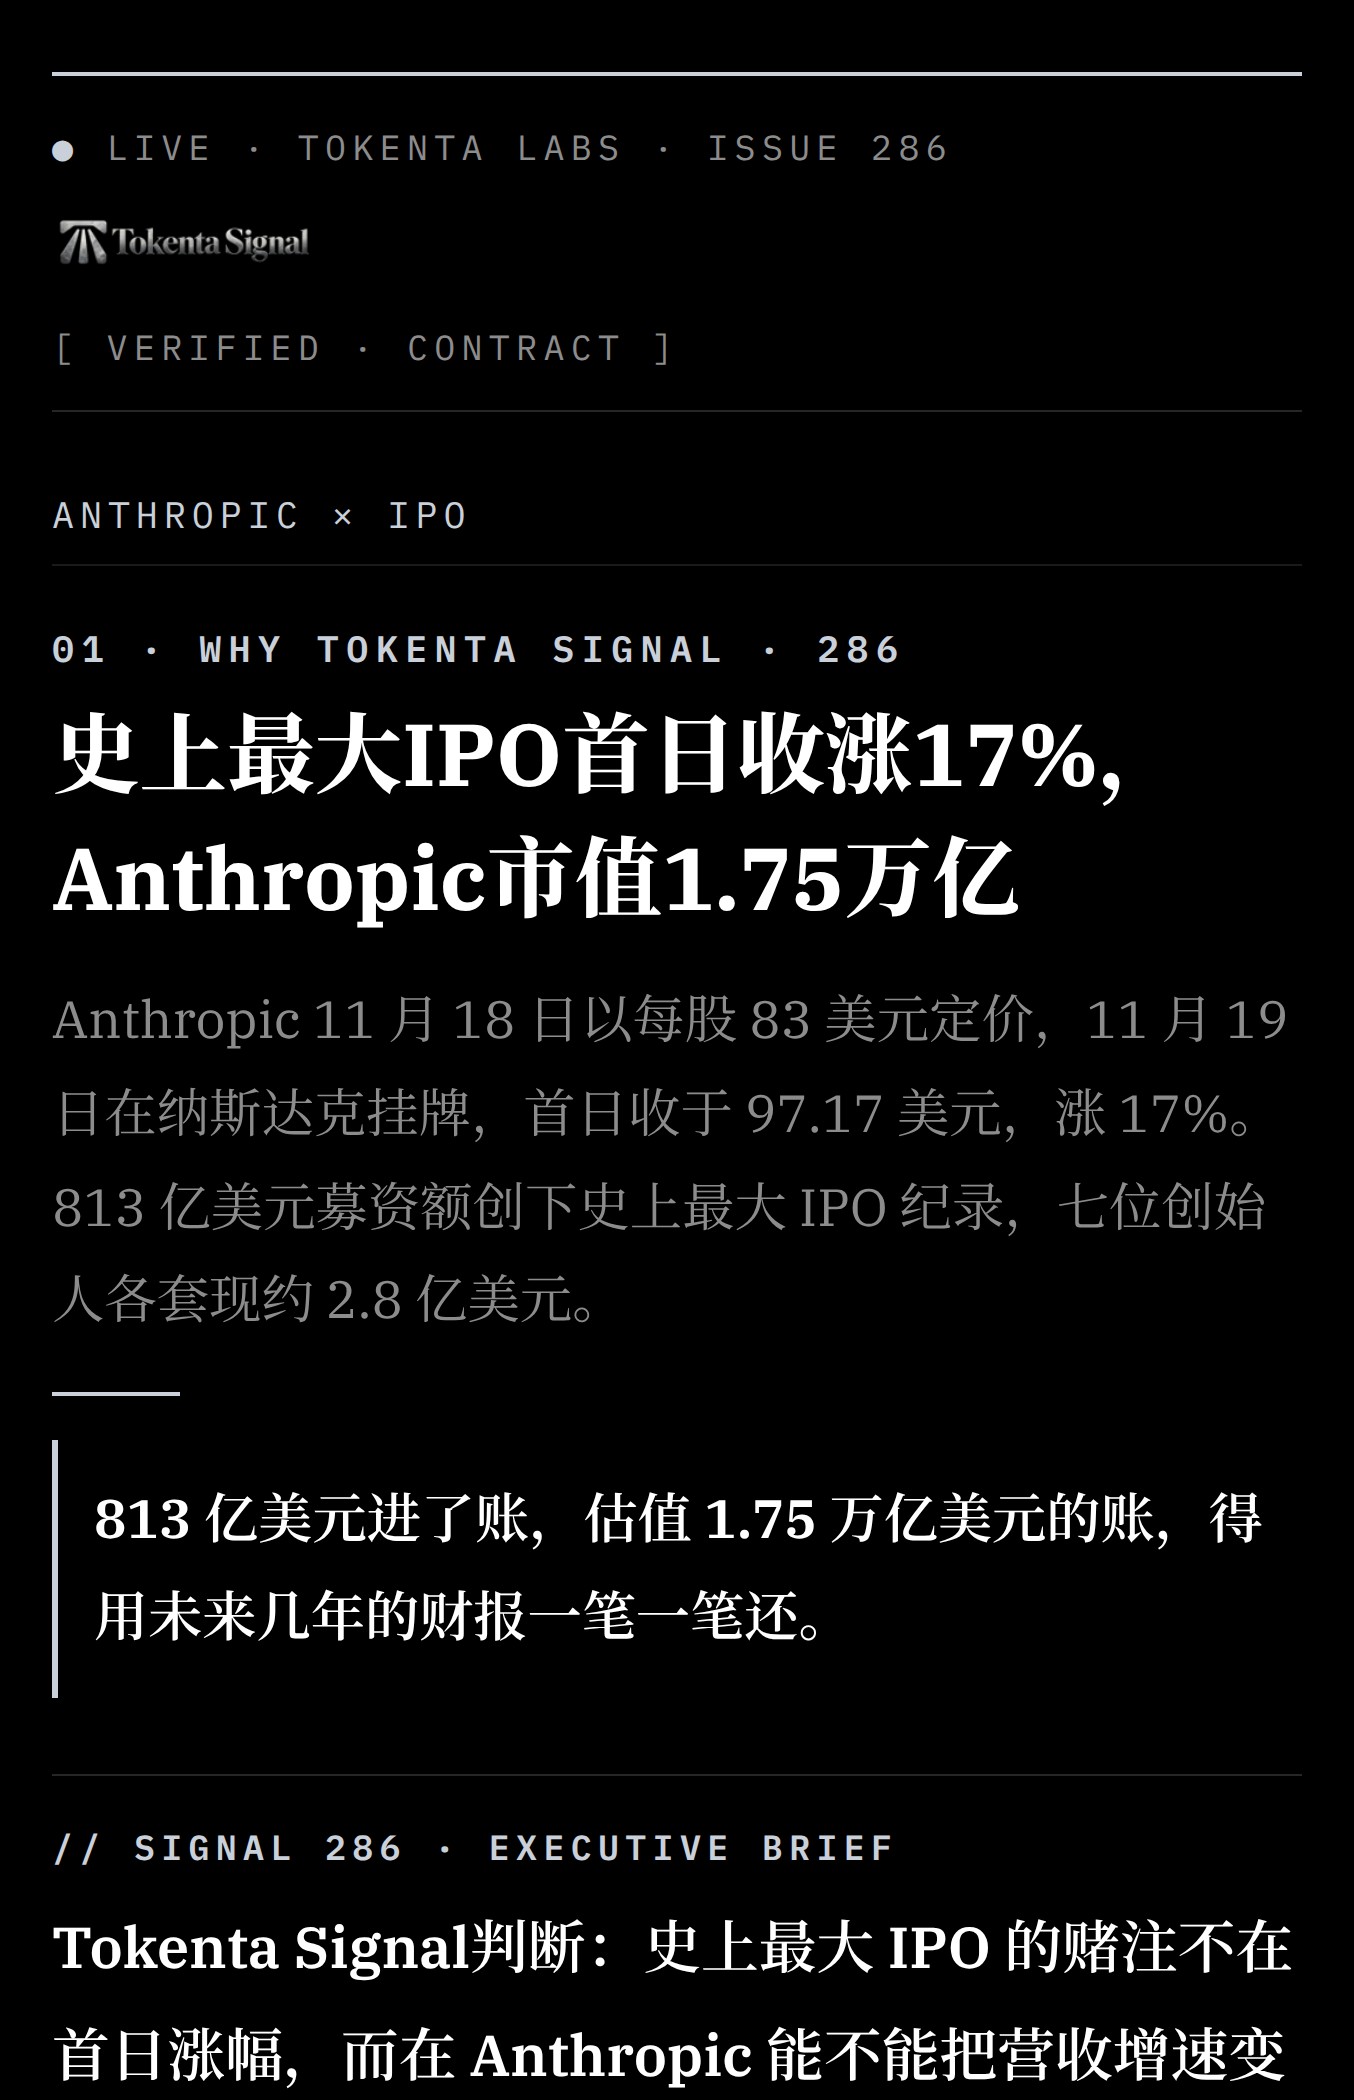 ● LIVE · TOKENTA LABS · ISSUE 286
Tokenta Signal
[ VERIFIED · CONTRACT ]
ANTHROPIC × IPO
01 · WHY TOKENTA SIGNAL · 286
史上最大IPO首日收涨17%,
Anthropic市值1.75万亿
Anthropic 11 月 18 日以每股 83 美元定价，11 月 19
日在纳斯达克挂牌，首日收于 97.17 美元，涨 17%。
813 亿美元募资额创下史上最大 IPO 纪录，七位创始
人各套现约 2.8 亿美元。
813 亿美元进了账，估值 1.75 万亿美元的账，得
用未来几年的财报一笔一笔还。
// SIGNAL 286 · EXECUTIVE BRIEF
Tokenta Signal判断：史上最大 IPO 的赌注不在
首日涨幅，而在 Anthropic 能不能把营收增速变